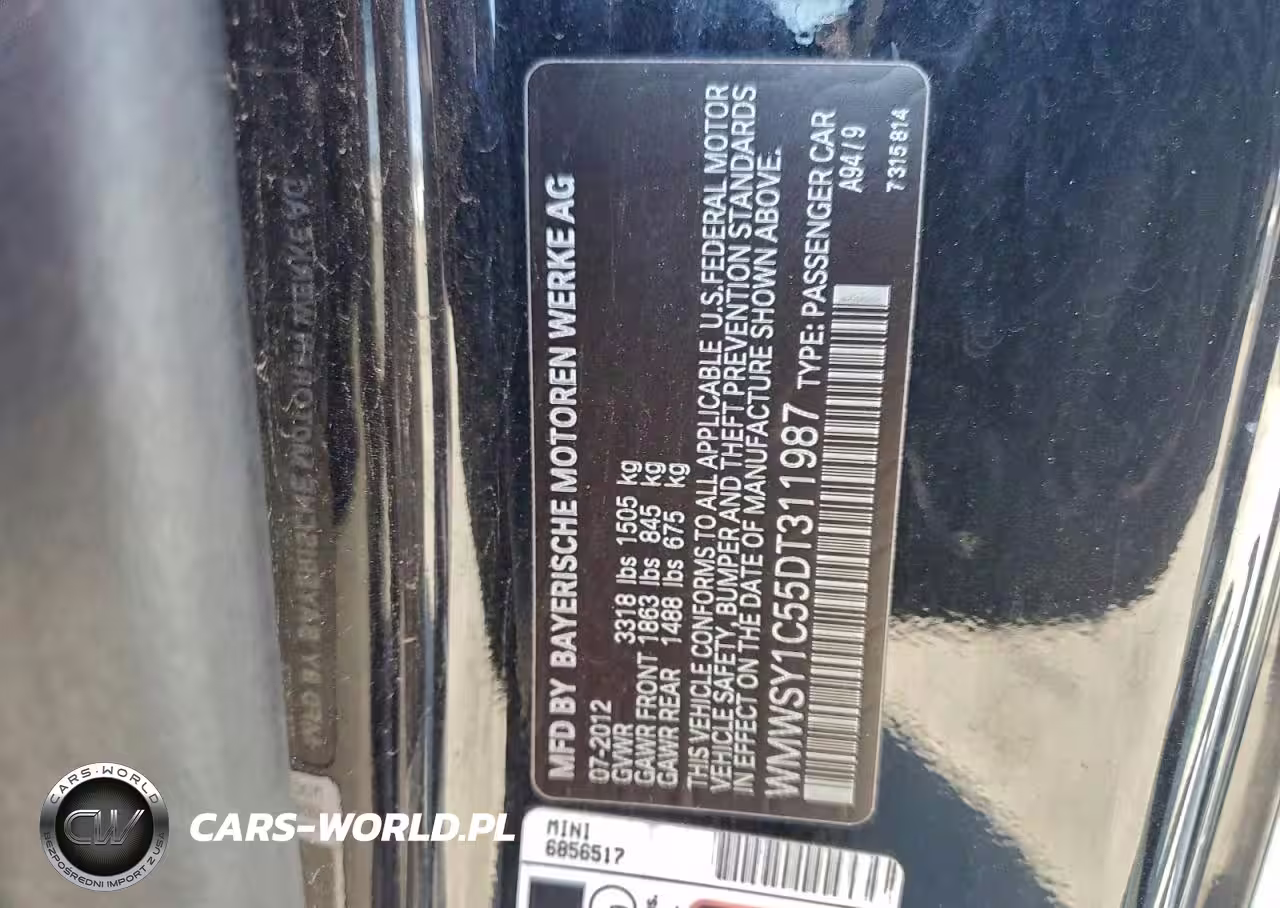 MFD BY BAYERISCHE MOTOREN WERKE AG
07-2012
GVWR 3318 lbs 1505 kg
GAWR FRONT 1863 lbs 845 kg
GAWR REAR 1488 lbs 675 kg
THIS VEHICLE CONFORMS TO ALL APPLICABLE U.S. FEDERAL MOTOR
VEHICLE SAFETY, BUMPER AND THEFT PREVENTION STANDARDS
IN EFFECT ON THE DATE OF MANUFACTURE SHOWN ABOVE.
WMWSY1C55DT311987 TYPE: PASSENGER CAR
A94/9
7315814
MINI
6856517
CARS-WORLD
CW
BEZPOŚREDNI IMPORT Z USA
CARS-WORLD.PL